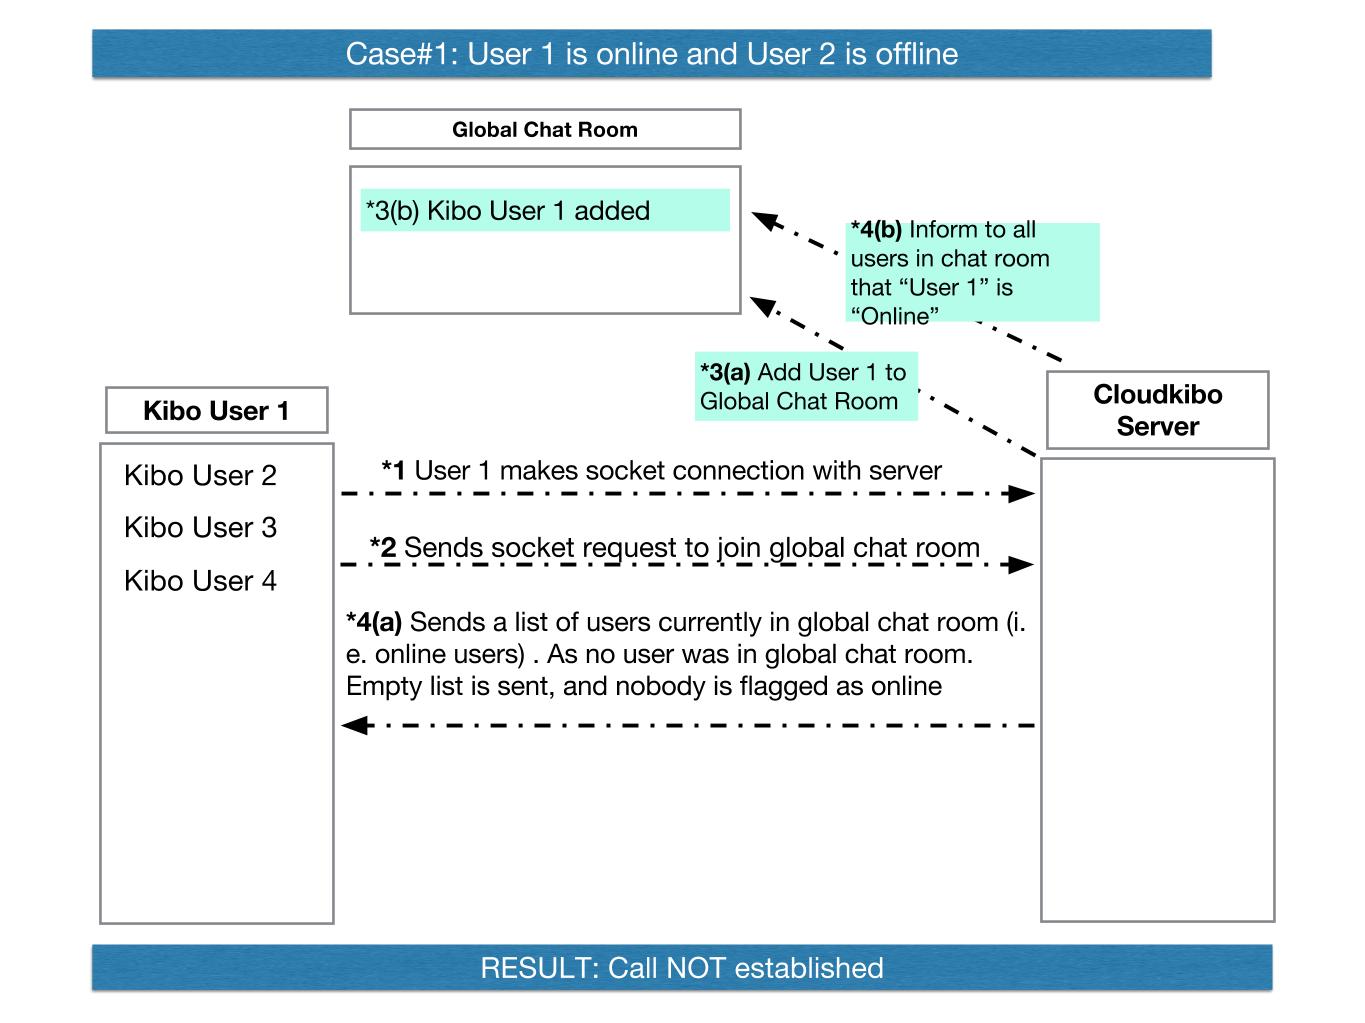 Case#1: User 1 is online and User 2 is offline
Global Chat Room
*3(b) Kibo User 1 added
*4(b) Inform to all
users in chat room
that “User 1” is
“Online”
*3(a) Add User 1 to
Global Chat Room
Cloudkibo
Server
Kibo User 1
Kibo User 2
Kibo User 3
Kibo User 4
*1 User 1 makes socket connection with server
*2 Sends socket request to join global chat room
*4(a) Sends a list of users currently in global chat room (i.
e. online users) . As no user was in global chat room.
Empty list is sent, and nobody is flagged as online
RESULT: Call NOT established